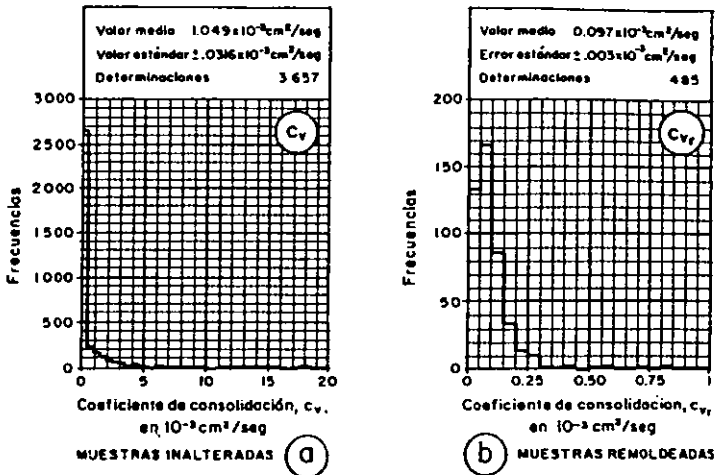 Valor medio 1.049x10⁻³cm²/seg
Valor estándar ±.0316x10⁻³cm²/seg
Determinaciones 3 657
3000
2500
2000
1500
1000
500
0
Frecuencias
Cv
0 5 10 15 20
Coeficiente de consolidación, cv,
en 10⁻³ cm²/seg
MUESTRAS INALTERADAS a
Valor medio 0.097x10⁻³cm²/seg
Error estándar ±.003x10⁻³cm²/seg
Determinaciones 485
200
150
100
50
0
Frecuencias
Cvr
0 0.25 0.50 0.75 1
Coeficiente de consolidacion, cvr
en 10⁻³ cm²/seg
b MUESTRAS REMOLDEADAS